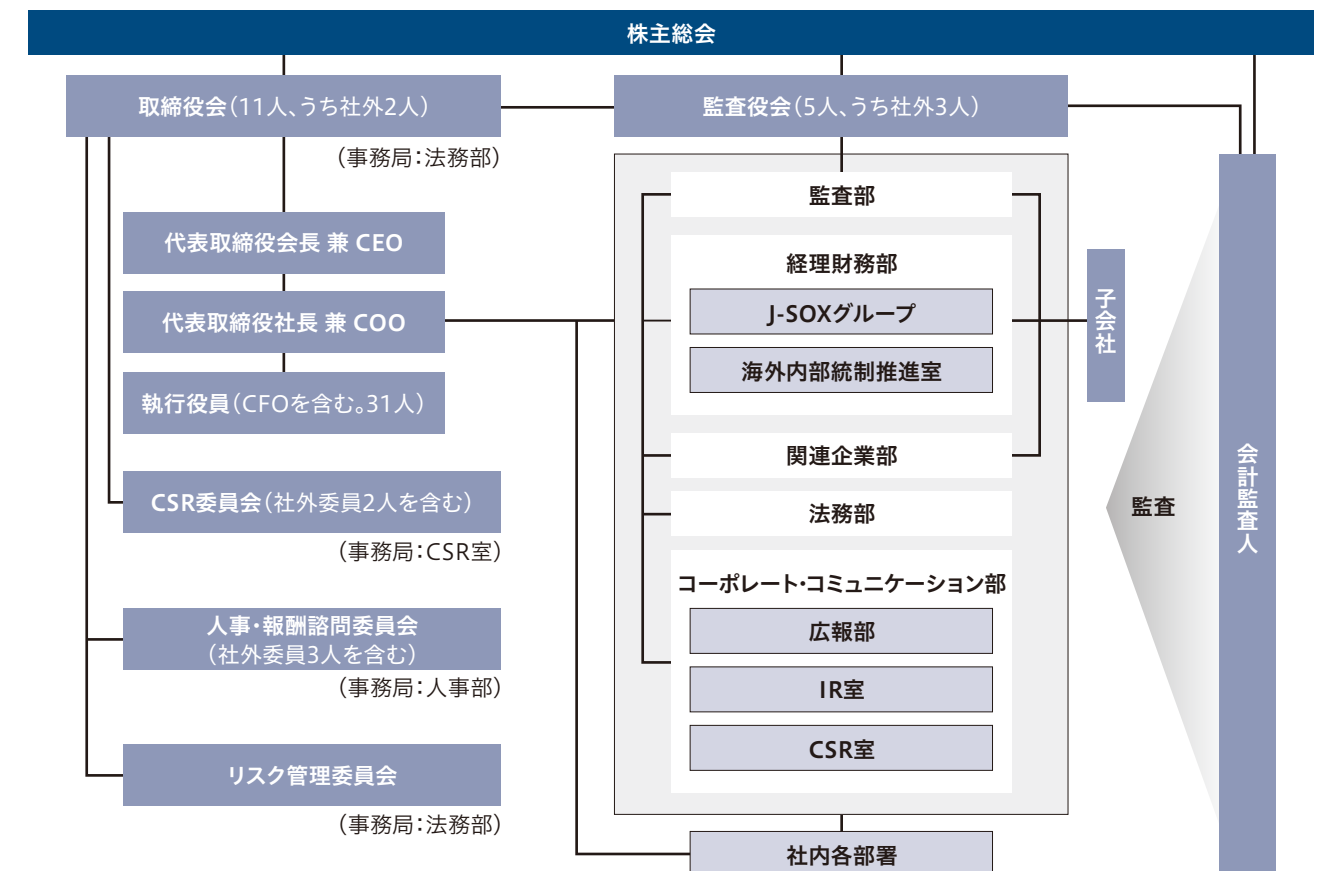 株主総会
取締役会(11人、うち社外2人)
(事務局:法務部)
代表取締役会長 兼 CEO
代表取締役社長 兼 COO
執行役員(CFOを含む。31人)
CSR委員会(社外委員2人を含む)
(事務局:CSR室)
人事・報酬諮問委員会
(社外委員3人を含む)
(事務局:人事部)
リスク管理委員会
(事務局:法務部)
監査役会(5人、うち社外3人)
監査部
経理財務部
J-SOXグループ
海外内部統制推進室
関連企業部
法務部
コーポレート・コミュニケーション部
広報部
IR室
CSR室
社内各部署
子会社
監査
会計監査人